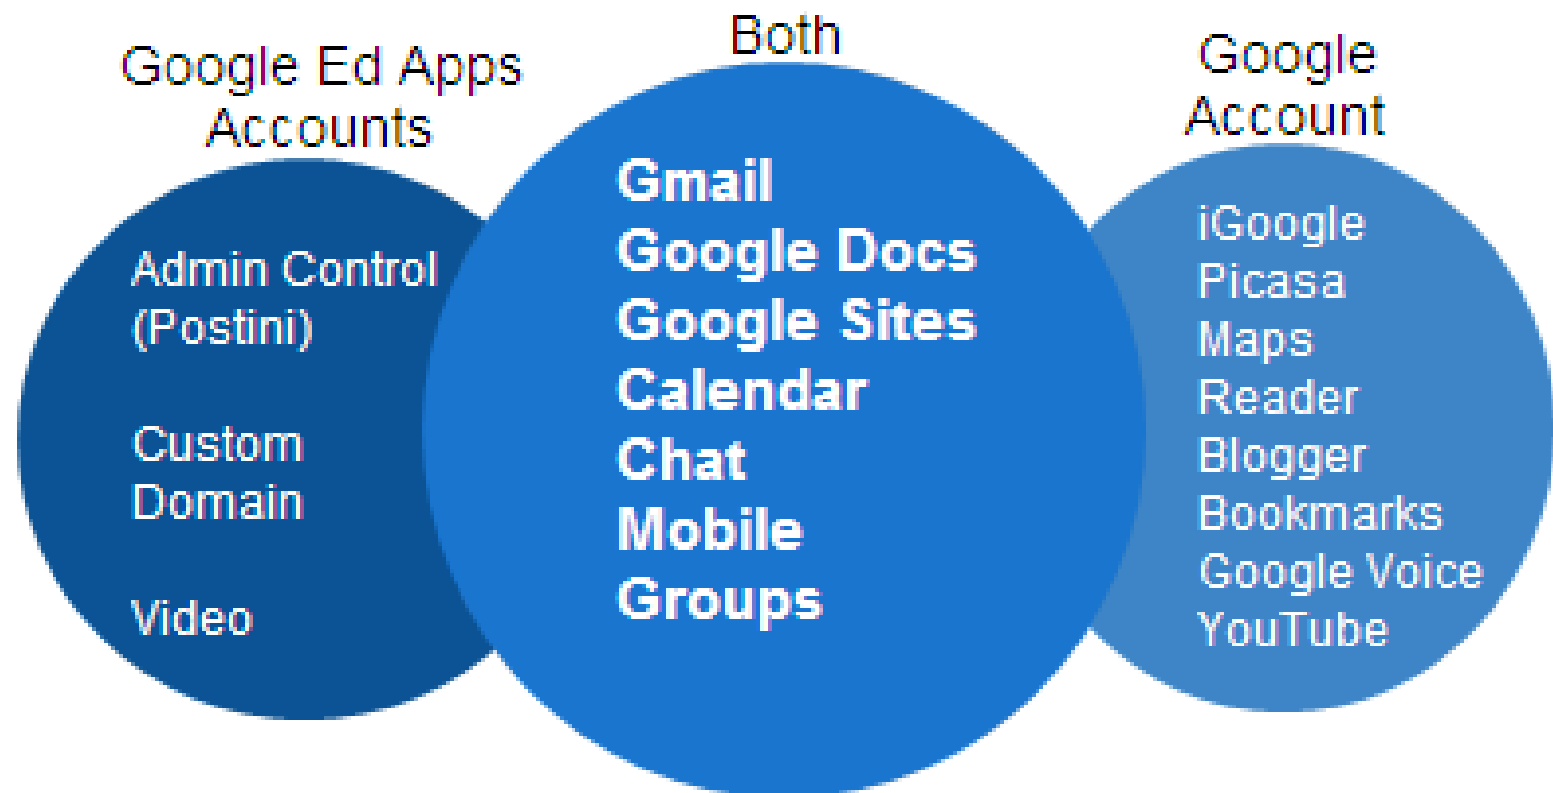 Google Ed Apps
Accounts
Admin Control
(Postini)
Custom
Domain
Video
Both
Gmail
Google Docs
Google Sites
Calendar
Chat
Mobile
Groups
Google
Account
iGoogle
Picasa
Maps
Reader
Blogger
Bookmarks
Google Voice
YouTube